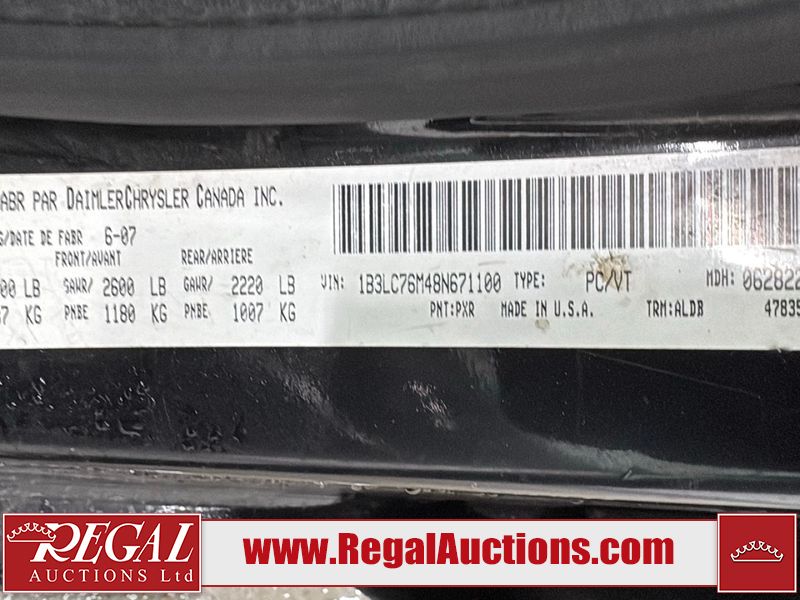 ABR PAR DAIMLERCHRYSLER CANADA INC.
S/DATE DE FABR 6-07
FRONT/AVANT REAR/ARRIERE
00 LB GAWR/ 2600 LB GAWR/ 2220 LB VIN: 1B3LC76M48N671100 TYPE: PC/VT MDH: 062822
7 KG PNBE 1180 KG PNBE 1007 KG PNT:PXR MADE IN U.S.A. TRM:ALDB 47835
REGAL
AUCTIONS Ltd
www.RegalAuctions.com